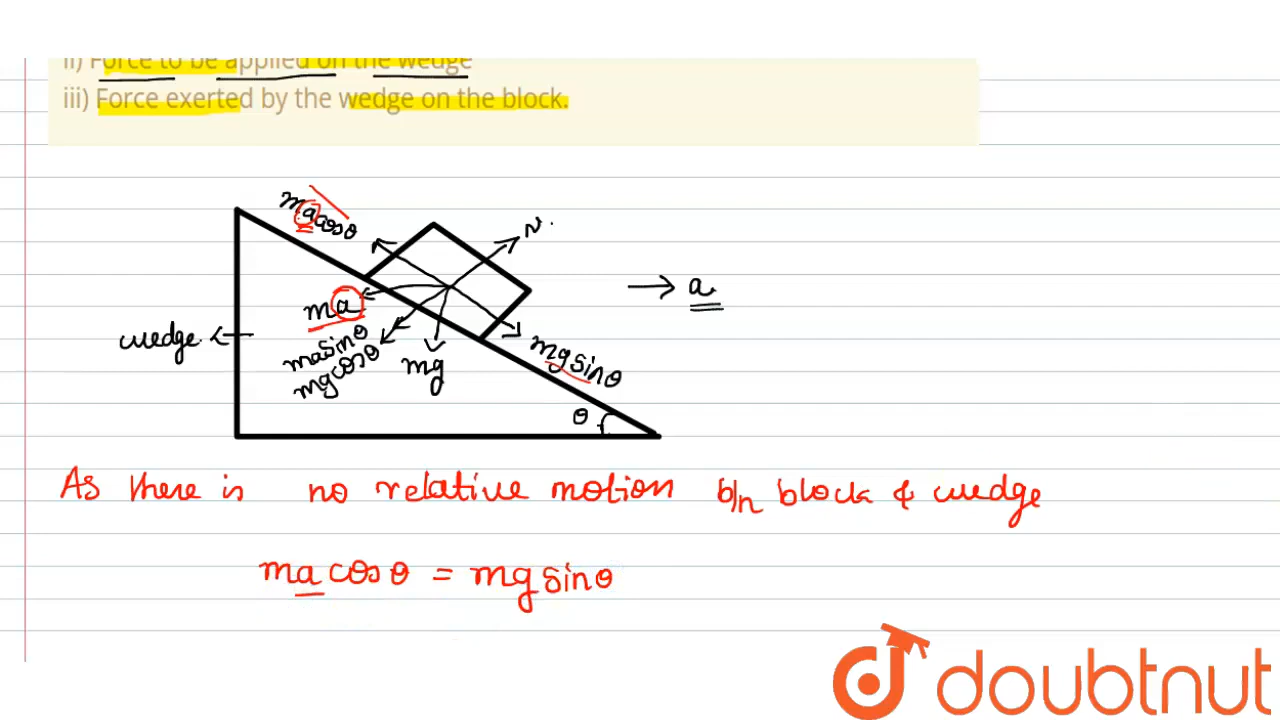 ii) Force to be applied on the wedge
iii) Force exerted by the wedge on the block.
macosθ
N
a
ma
wedge
masinθ
mgcosθ
mg
mgsinθ
θ
As there is no relative motion b/n block & wedge
macosθ = mgsinθ
doubtnut